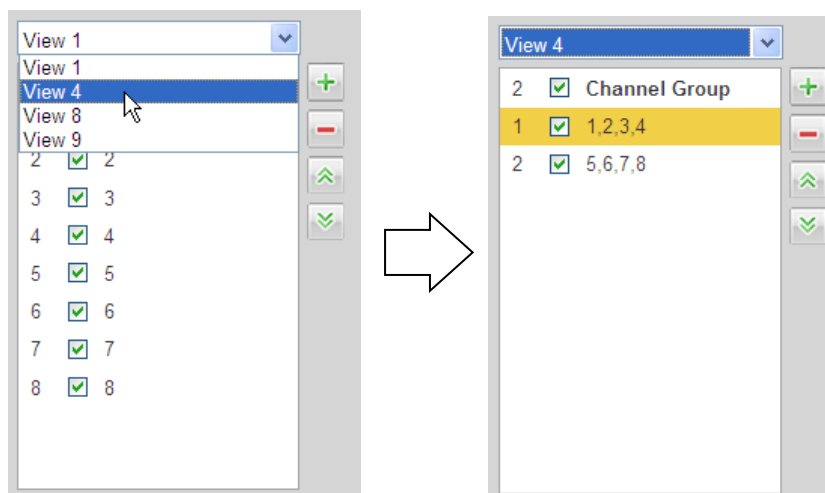 View 1
View 1
View 4
View 8
View 9
2 2
3 3
4 4
5 5
6 6
7 7
8 8
View 4
2 Channel Group
1 1,2,3,4
2 5,6,7,8